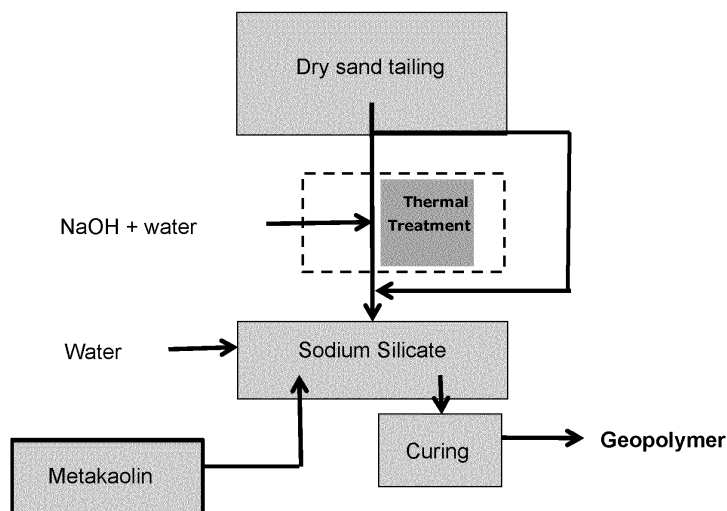 Dry sand tailing
Thermal
Treatment
NaOH + water
Sodium Silicate
Water
Curing
Geopolymer
Metakaolin